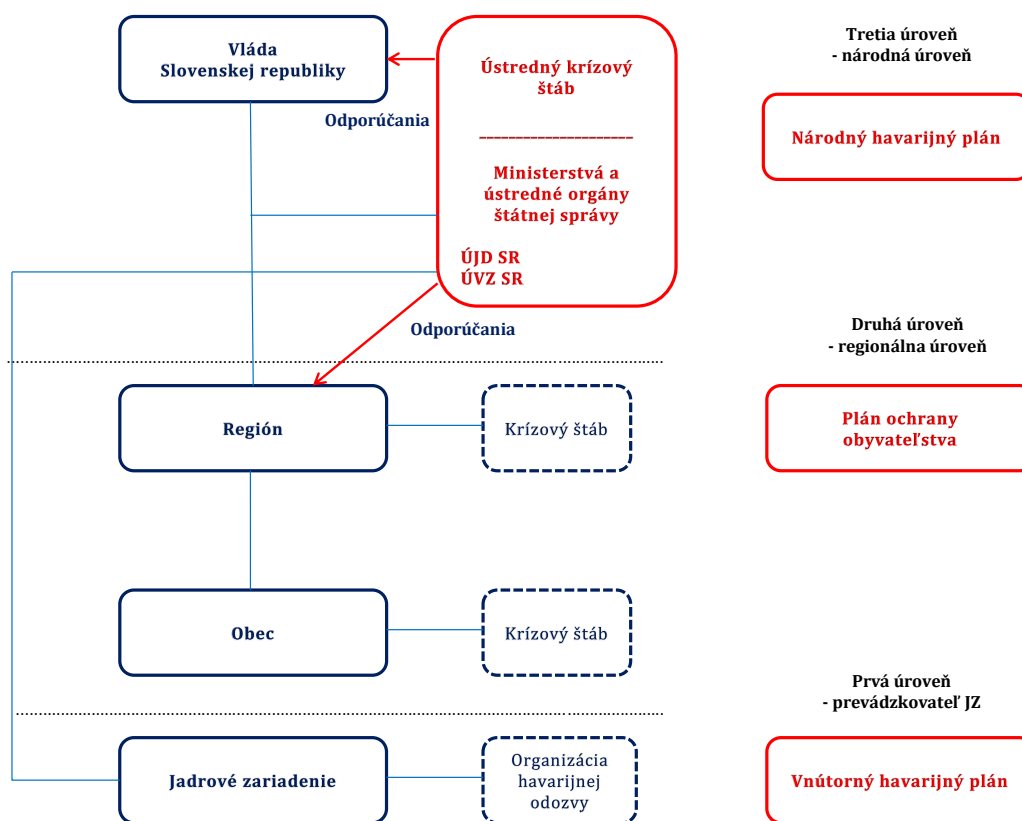 Vláda
Slovenskej republiky
Ústredný krízový
štáb
Tretia úroveň
- národná úroveň
Odporúčania
______________________
Národný havarijný plán
Ministerstvá a
ústredné orgány
štátnej správy
ÚJD SR
ÚVZ SR
Odporúčania
Druhá úroveň
- regionálna úroveň
Región
Krízový štáb
Plán ochrany
obyvateľstva
Obec
Krízový štáb
Prvá úroveň
- prevádzkovateľ JZ
Jadrové zariadenie
Organizácia
havarijnej
odozvy
Vnútorný havarijný plán